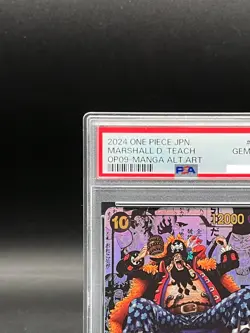 2024 ONE PIECE JPN.
MARSHALL D. TEACH
OP09-MANGA ALT ART
#
GEM
PSA
10
12000